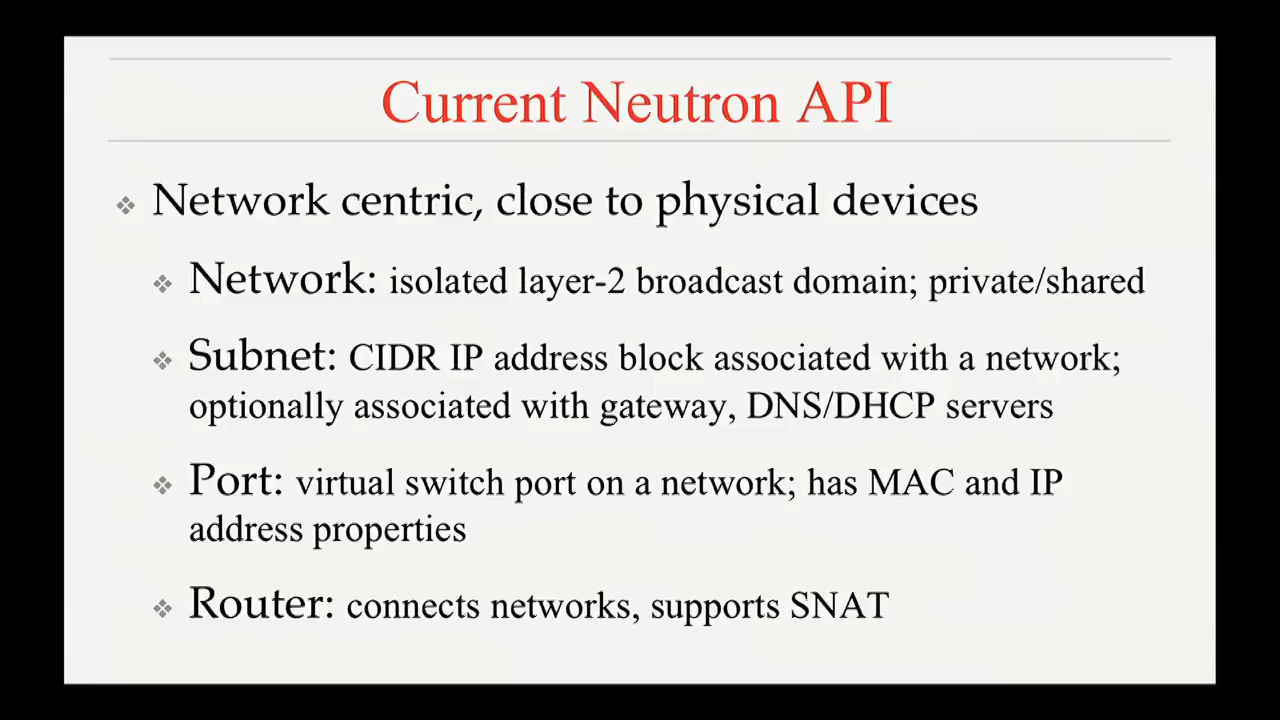 Current Neutron API
Network centric, close to physical devices
Network: isolated layer-2 broadcast domain; private/shared
Subnet: CIDR IP address block associated with a network;
optionally associated with gateway, DNS/DHCP servers
Port: virtual switch port on a network; has MAC and IP
address properties
Router: connects networks, supports SNAT